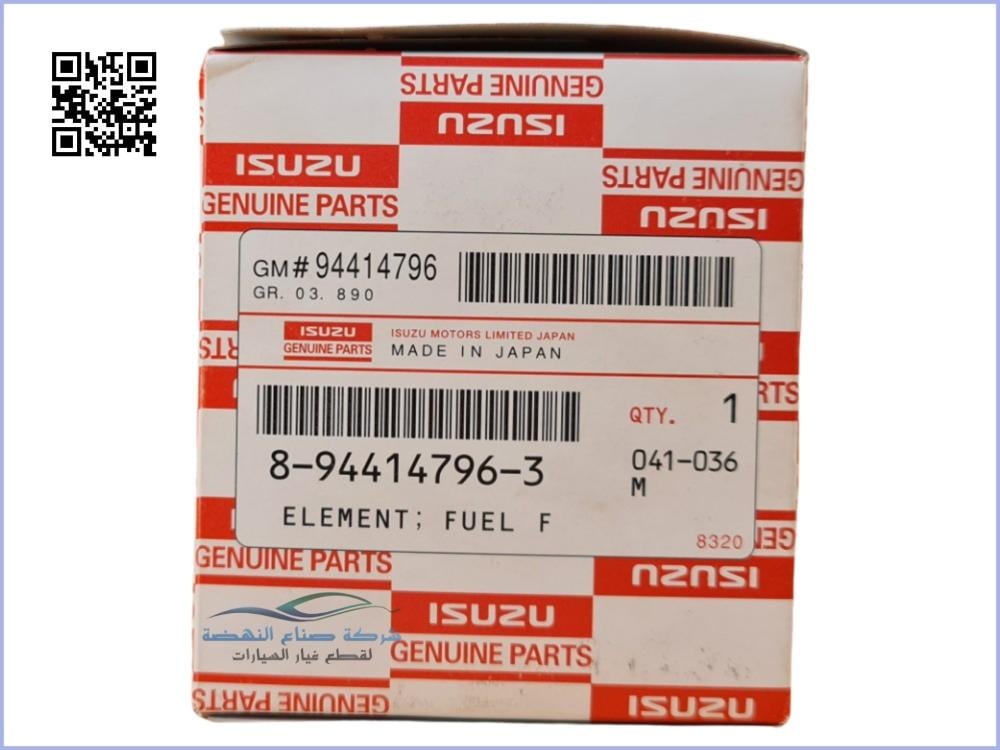 GENUINE PARTS
ISUZU
ISUZU
GENUINE PARTS
GENUINE PARTS
ISUZU
GM# 94414796
GR. 03. 890
ISUZU
GENUINE PARTS
ISUZU MOTORS LIMITED JAPAN
MADE IN JAPAN
RTS
8-94414796-3
QTY. 1
041-036
M
ELEMENT; FUEL F
8320
GENUINE PARTS
ISUZU
ISUZU
GENUINE PARTS
شركة صناع النهضة
لقطع غيار السيارات
GENUINE PARTS
ISUZU